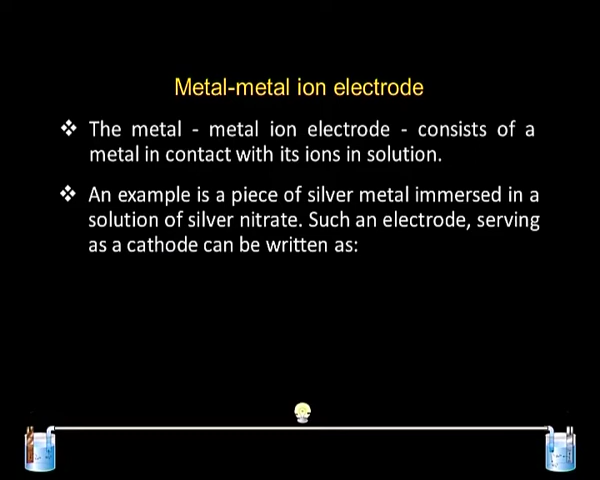 Metal-metal ion electrode
❖ The metal - metal ion electrode - consists of a
metal in contact with its ions in solution.
❖ An example is a piece of silver metal immersed in a
solution of silver nitrate. Such an electrode, serving
as a cathode can be written as: